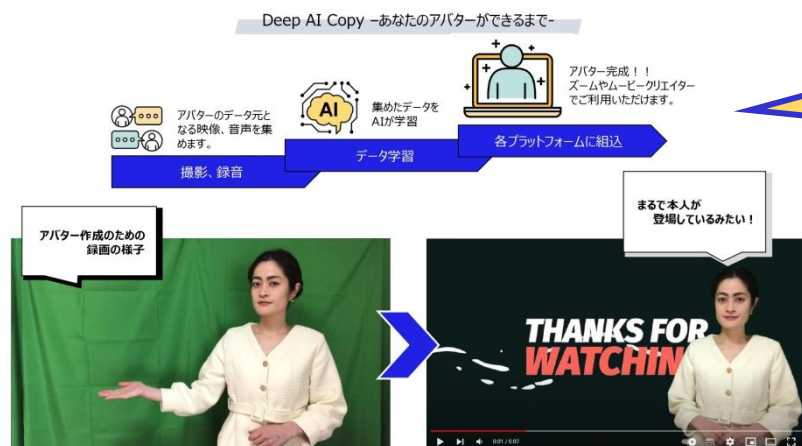 Deep AI Copy –あなたのアバターができるまで-
アバターのデータ元と
なる映像、音声を集
めます。
撮影、録音
AI
集めたデータを
AIが学習
データ学習
アバター完成！！
ズームやムービークリエイター
でご利用いただけます。
各プラットフォームに組込
アバター作成のための
録画の様子
まるで本人が
登場しているみたい！
THANKS FOR
WATCHIN
0:01 / 0:07